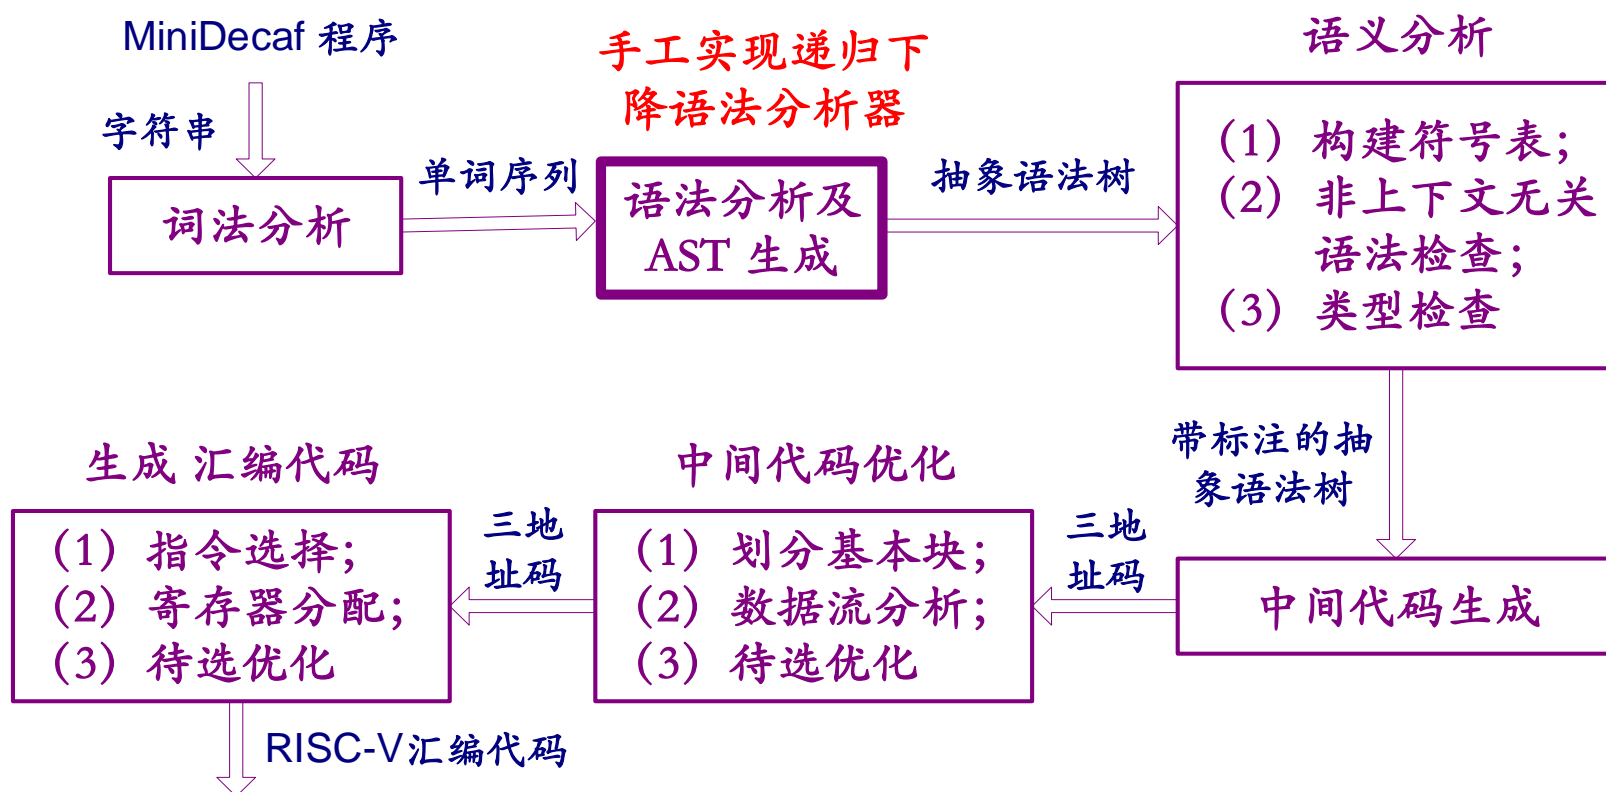 MiniDecaf 程序
字符串
词法分析
单词序列
手工实现递归下
降语法分析器
语法分析及
AST 生成
抽象语法树
语义分析
(1) 构建符号表；
(2) 非上下文无关
语法检查；
(3) 类型检查
带标注的抽
象语法树
中间代码生成
三地
址码
中间代码优化
(1) 划分基本块；
(2) 数据流分析；
(3) 待选优化
三地
址码
生成 汇编代码
(1) 指令选择；
(2) 寄存器分配；
(3) 待选优化
RISC-V汇编代码